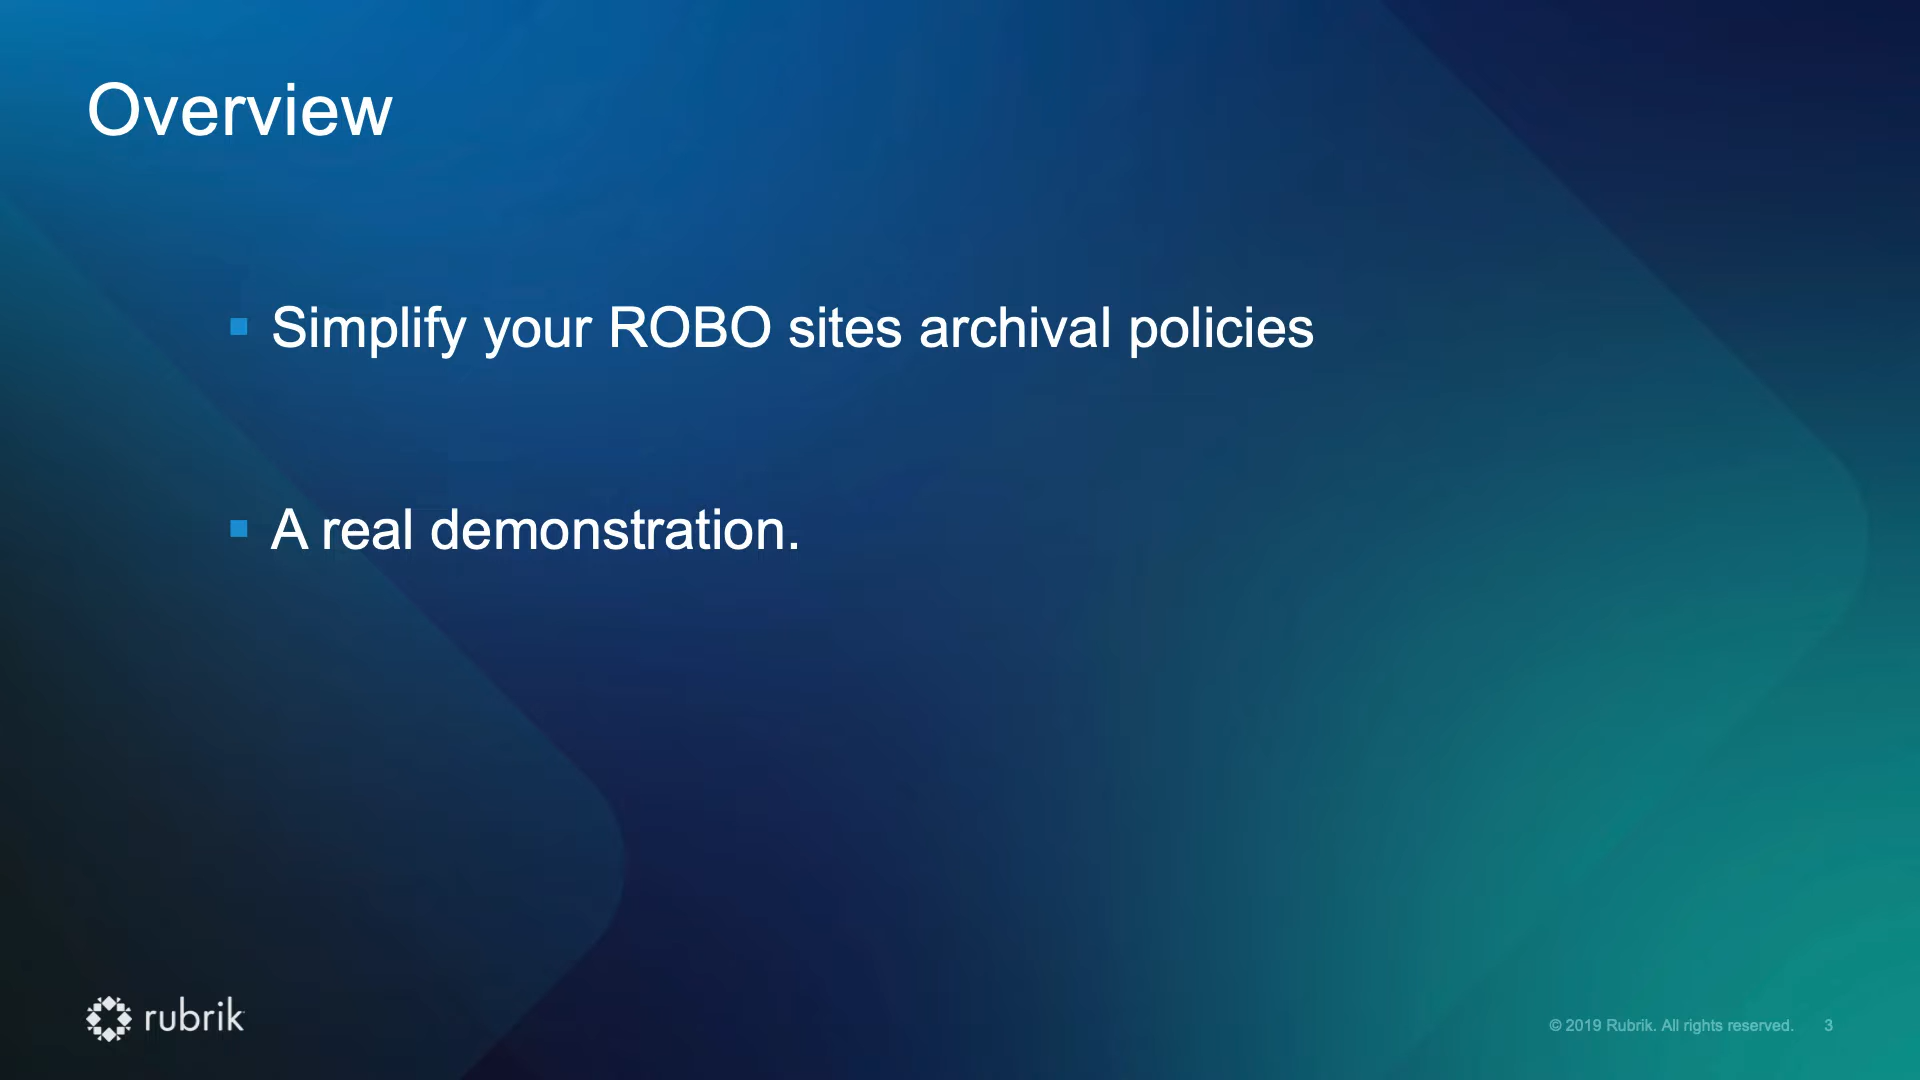 Overview
Simplify your ROBO sites archival policies
A real demonstration.
rubrik
© 2019 Rubrik. All rights reserved. 3